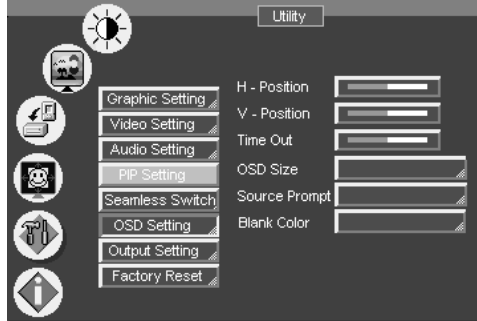 Utility
Graphic Setting
Video Setting
Audio Setting
PIP Setting
Seamless Switch
OSD Setting
Output Setting
Factory Reset
H - Position
V - Position
Time Out
OSD Size
Source Prompt
Blank Color